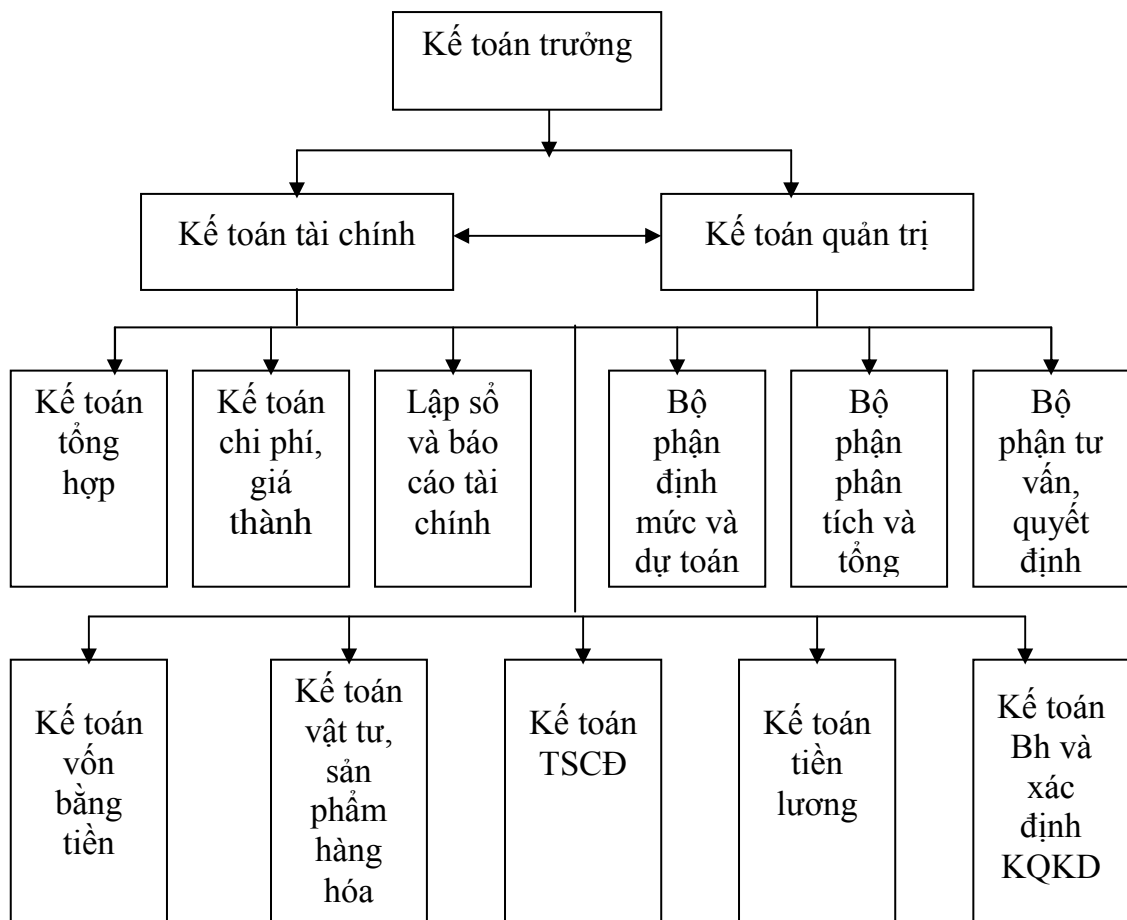 Kế toán trưởng
Kế toán tài chính
Kế toán quản trị
Kế toán
tổng
hợp
Kế toán
chi phí,
giá
thành
Lập sổ
và báo
cáo tài
chính
Bộ
phận
định
mức và
dự toán
Bộ
phận
phân
tích và
tổng
Bộ
phận tư
vấn,
quyết
định
Kế toán
vốn
bằng
tiền
Kế toán
vật tư,
sản
phẩm
hàng
hóa
Kế toán
TSCĐ
Kế toán
tiền
lương
Kế toán
Bh và
xác
định
KQKD